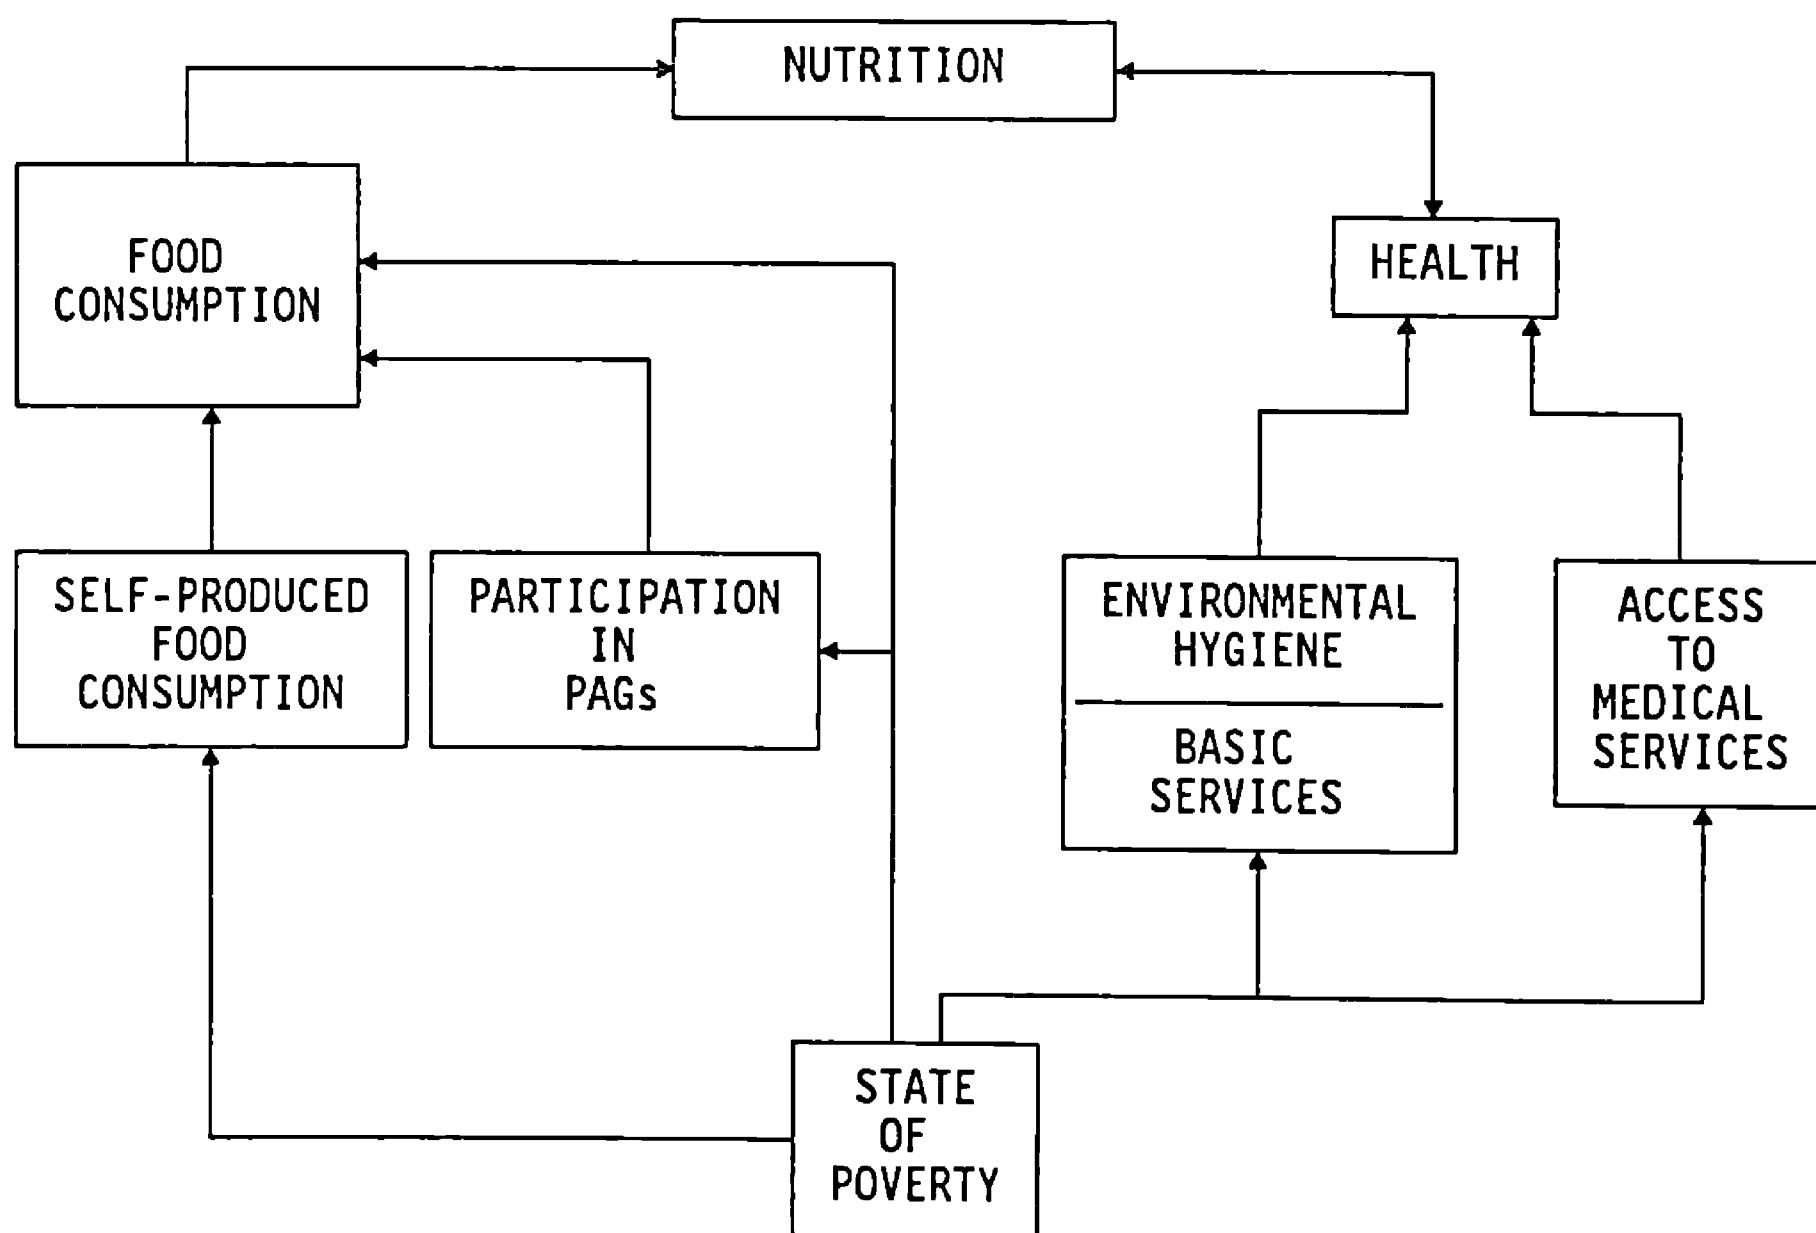 NUTRITION
FOOD
CONSUMPTION
HEALTH
SELF-PRODUCED
FOOD
CONSUMPTION
PARTICIPATION
IN
PAGs
ENVIRONMENTAL
HYGIENE
BASIC
SERVICES
ACCESS
TO
MEDICAL
SERVICES
STATE
OF
POVERTY